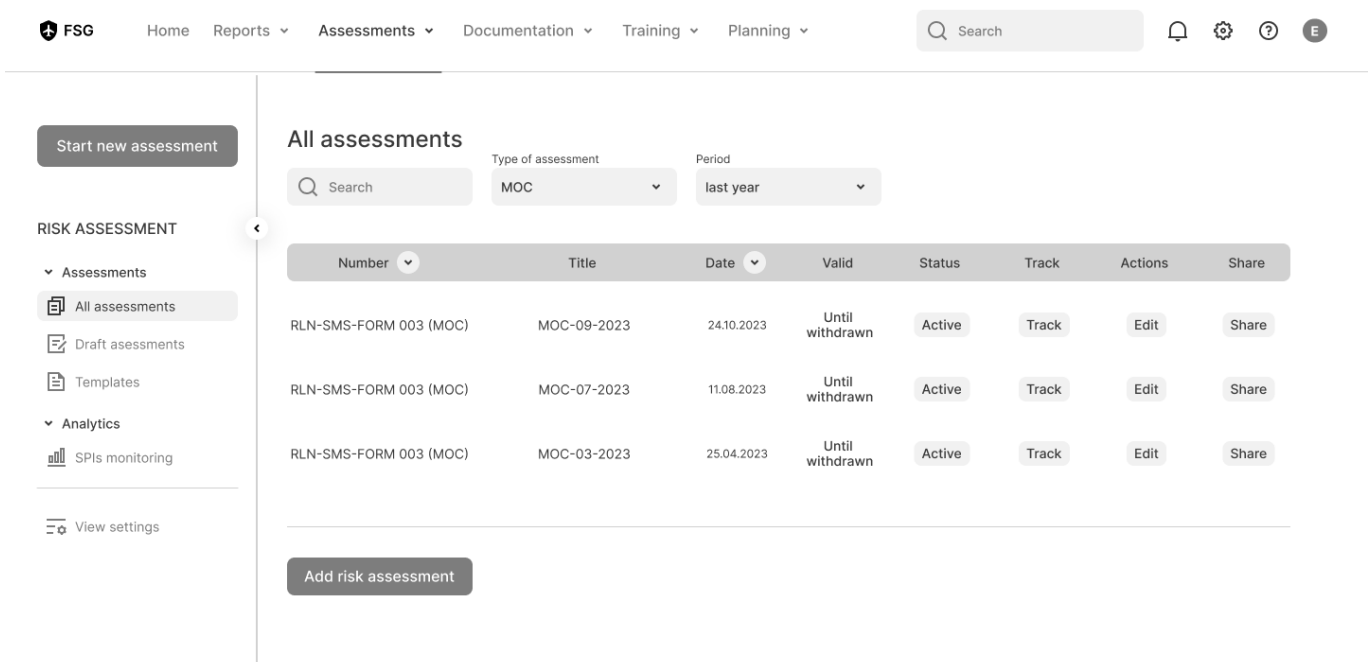 FSG
Home Reports Assessments Documentation Training Planning Search E
Start new assessment
RISK ASSESSMENT
Assessments
All assessments
Draft asessments
Templates
Analytics
SPIs monitoring
View settings
All assessments
Type of assessment Period
Search MOC last year
Number Title Date Valid Status Track Actions Share
RLN-SMS-FORM 003 (MOC) MOC-09-2023 24.10.2023 Until withdrawn Active Track Edit Share
RLN-SMS-FORM 003 (MOC) MOC-07-2023 11.08.2023 Until withdrawn Active Track Edit Share
RLN-SMS-FORM 003 (MOC) MOC-03-2023 25.04.2023 Until withdrawn Active Track Edit Share
Add risk assessment